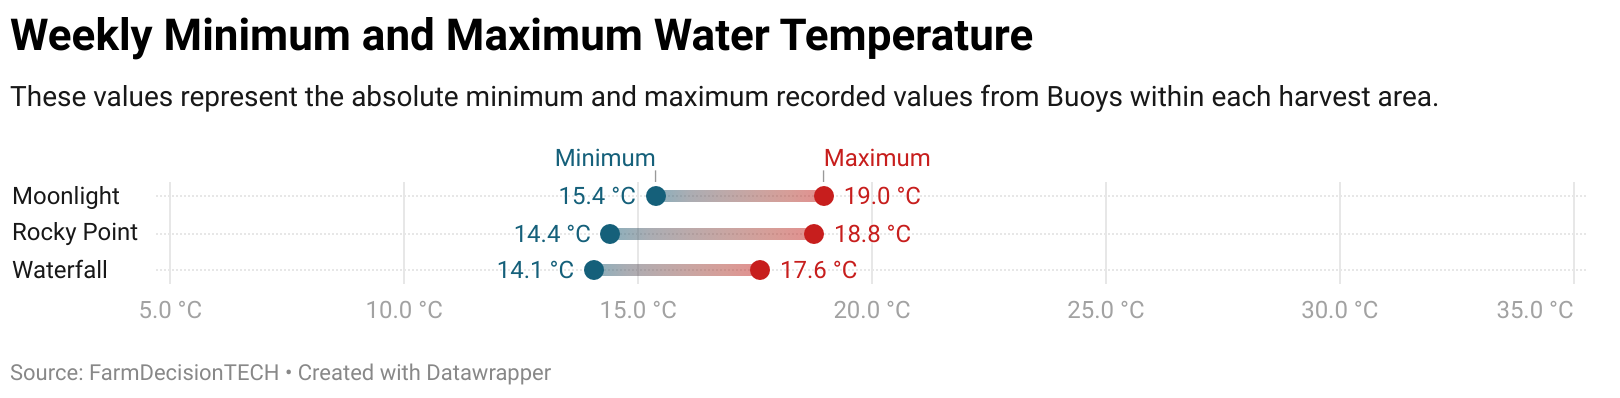 Weekly Minimum and Maximum Water Temperature
These values represent the absolute minimum and maximum recorded values from Buoys within each harvest area.
Minimum Maximum
Moonlight 15.4 °C 19.0 °C
Rocky Point 14.4 °C 18.8 °C
Waterfall 14.1 °C 17.6 °C
5.0 °C 10.0 °C 15.0 °C 20.0 °C 25.0 °C 30.0 °C 35.0 °C
Source: FarmDecisionTECH • Created with Datawrapper